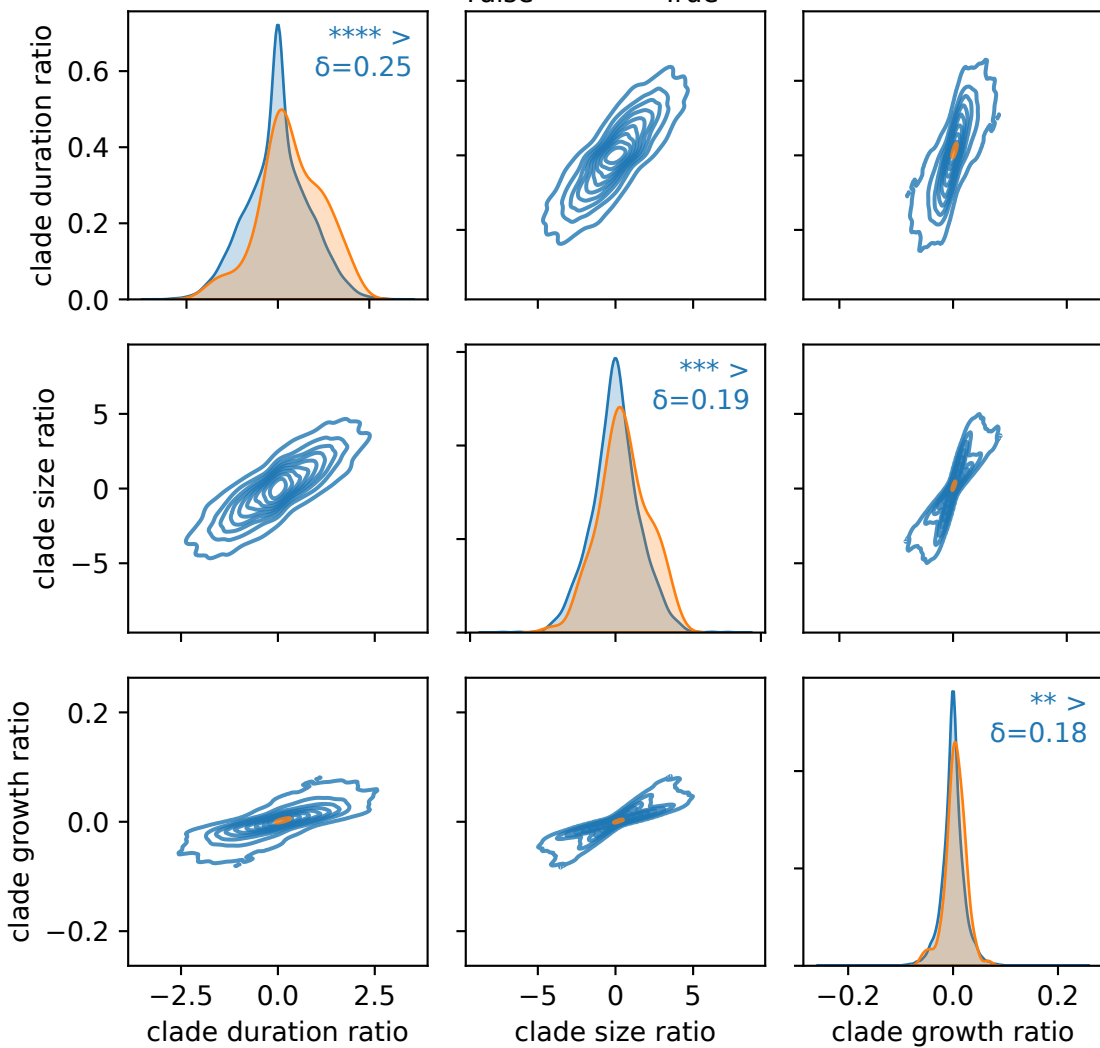 **** >
δ=0.25
clade duration ratio
0.6
0.4
0.2
0.0
*** >
δ=0.19
clade size ratio
5
0
−5
** >
δ=0.18
clade growth ratio
0.2
0.0
−0.2
−2.5 0.0 2.5 −5 0 5 −0.2 0.0 0.2
clade duration ratio clade size ratio clade growth ratio